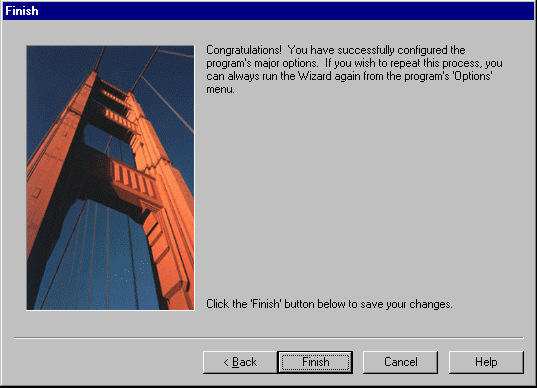 Finish
Congratulations!  You have successfully configured the
program's major options.  If you wish to repeat this process, you
can always run the Wizard again from the program's 'Options'
menu.
Click the 'Finish' button below to save your changes.
< Back
Finish
Cancel
Help